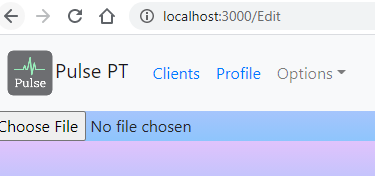 localhost:3000/Edit
Pulse
Pulse PT Clients Profile Options
Choose File No file chosen